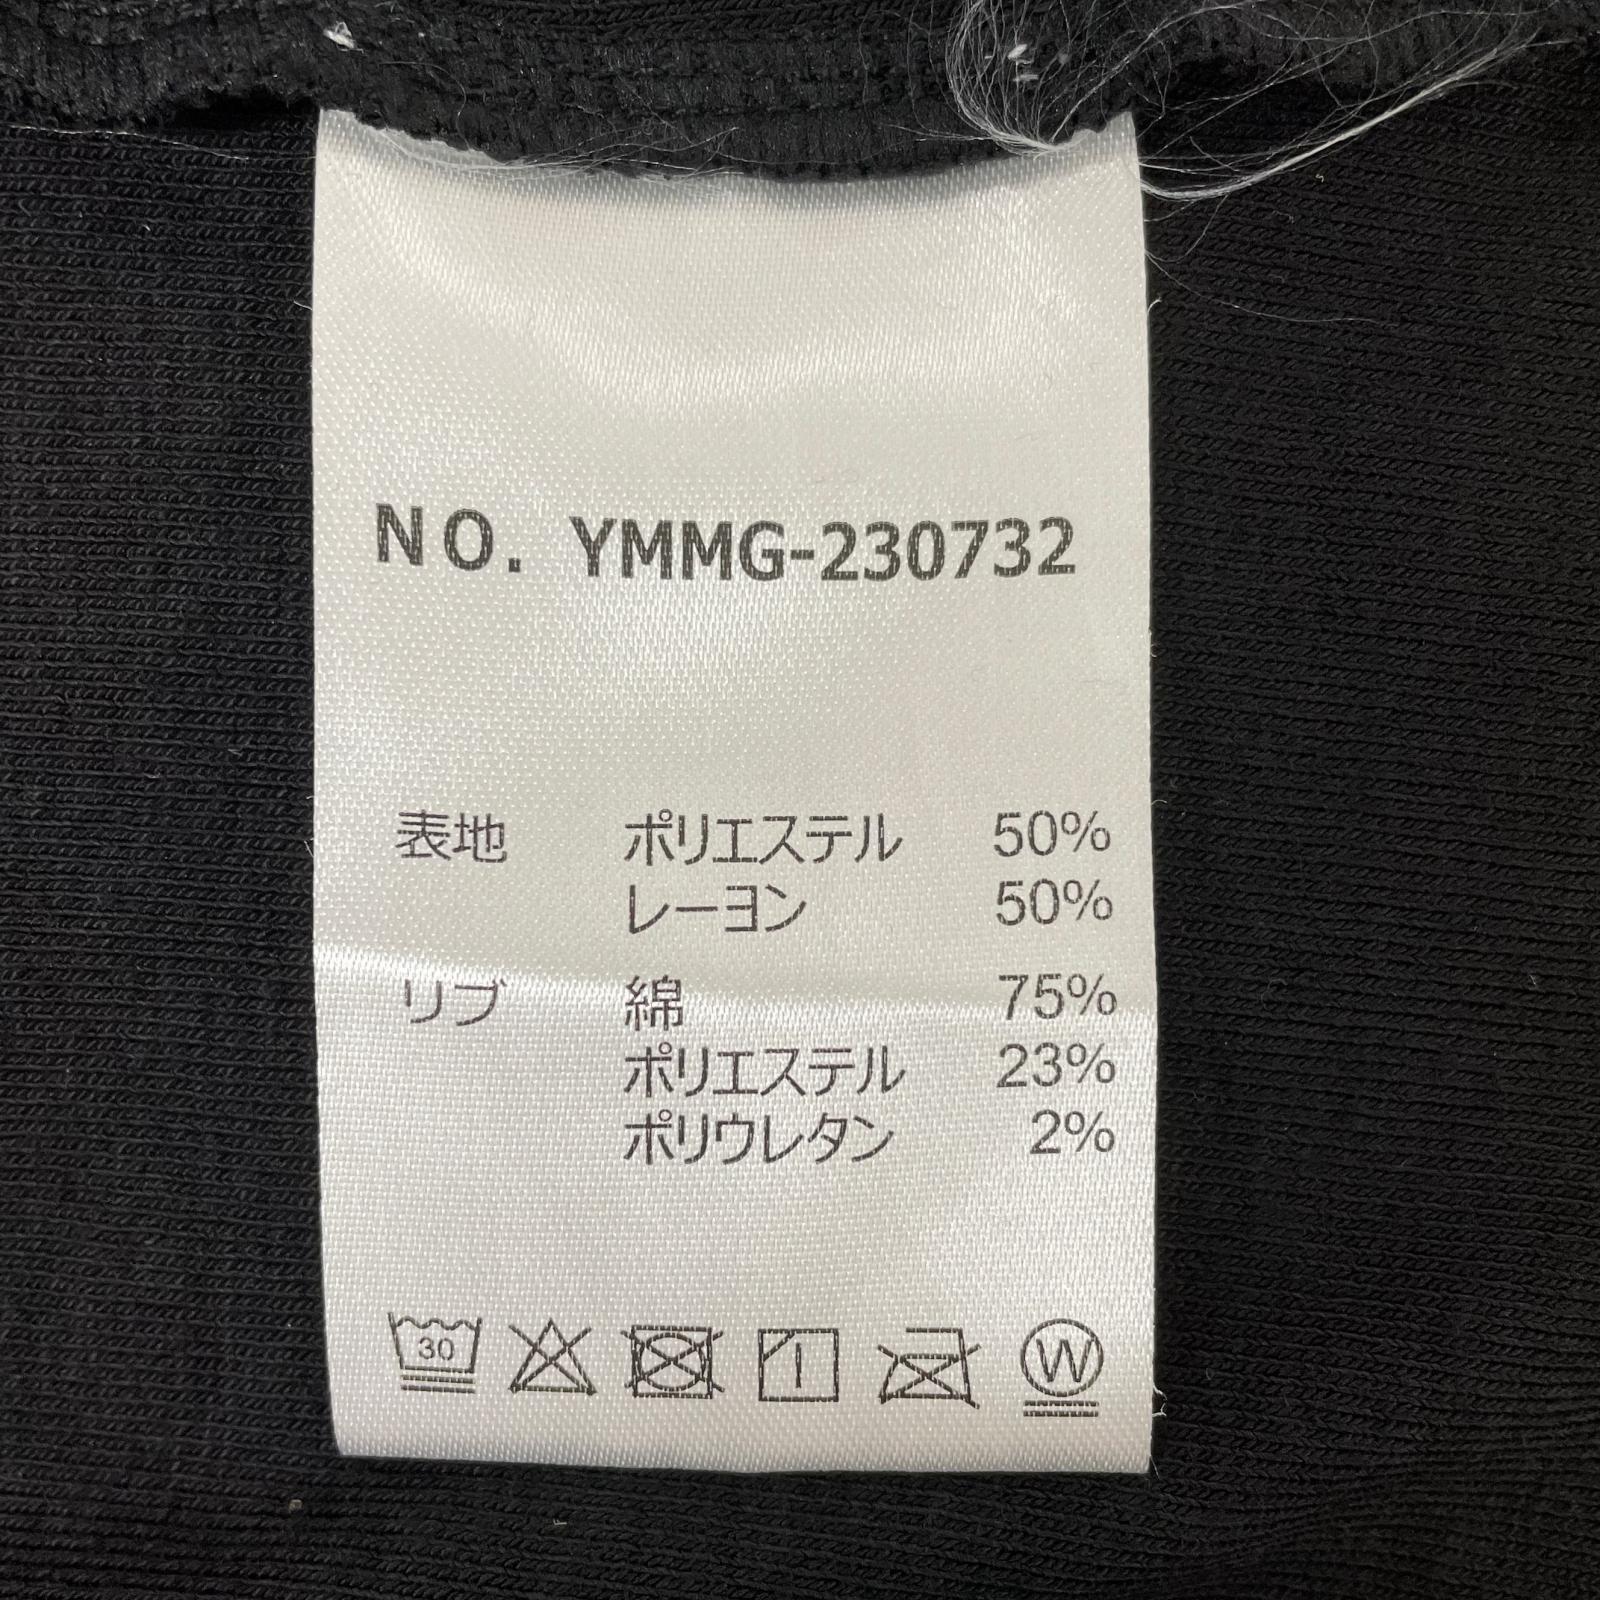 NO. YMMG-230732
表地 ポリエステル 50%
レーヨン 50%
リブ 綿 75%
ポリエステル 23%
ポリウレタン 2%
30 W